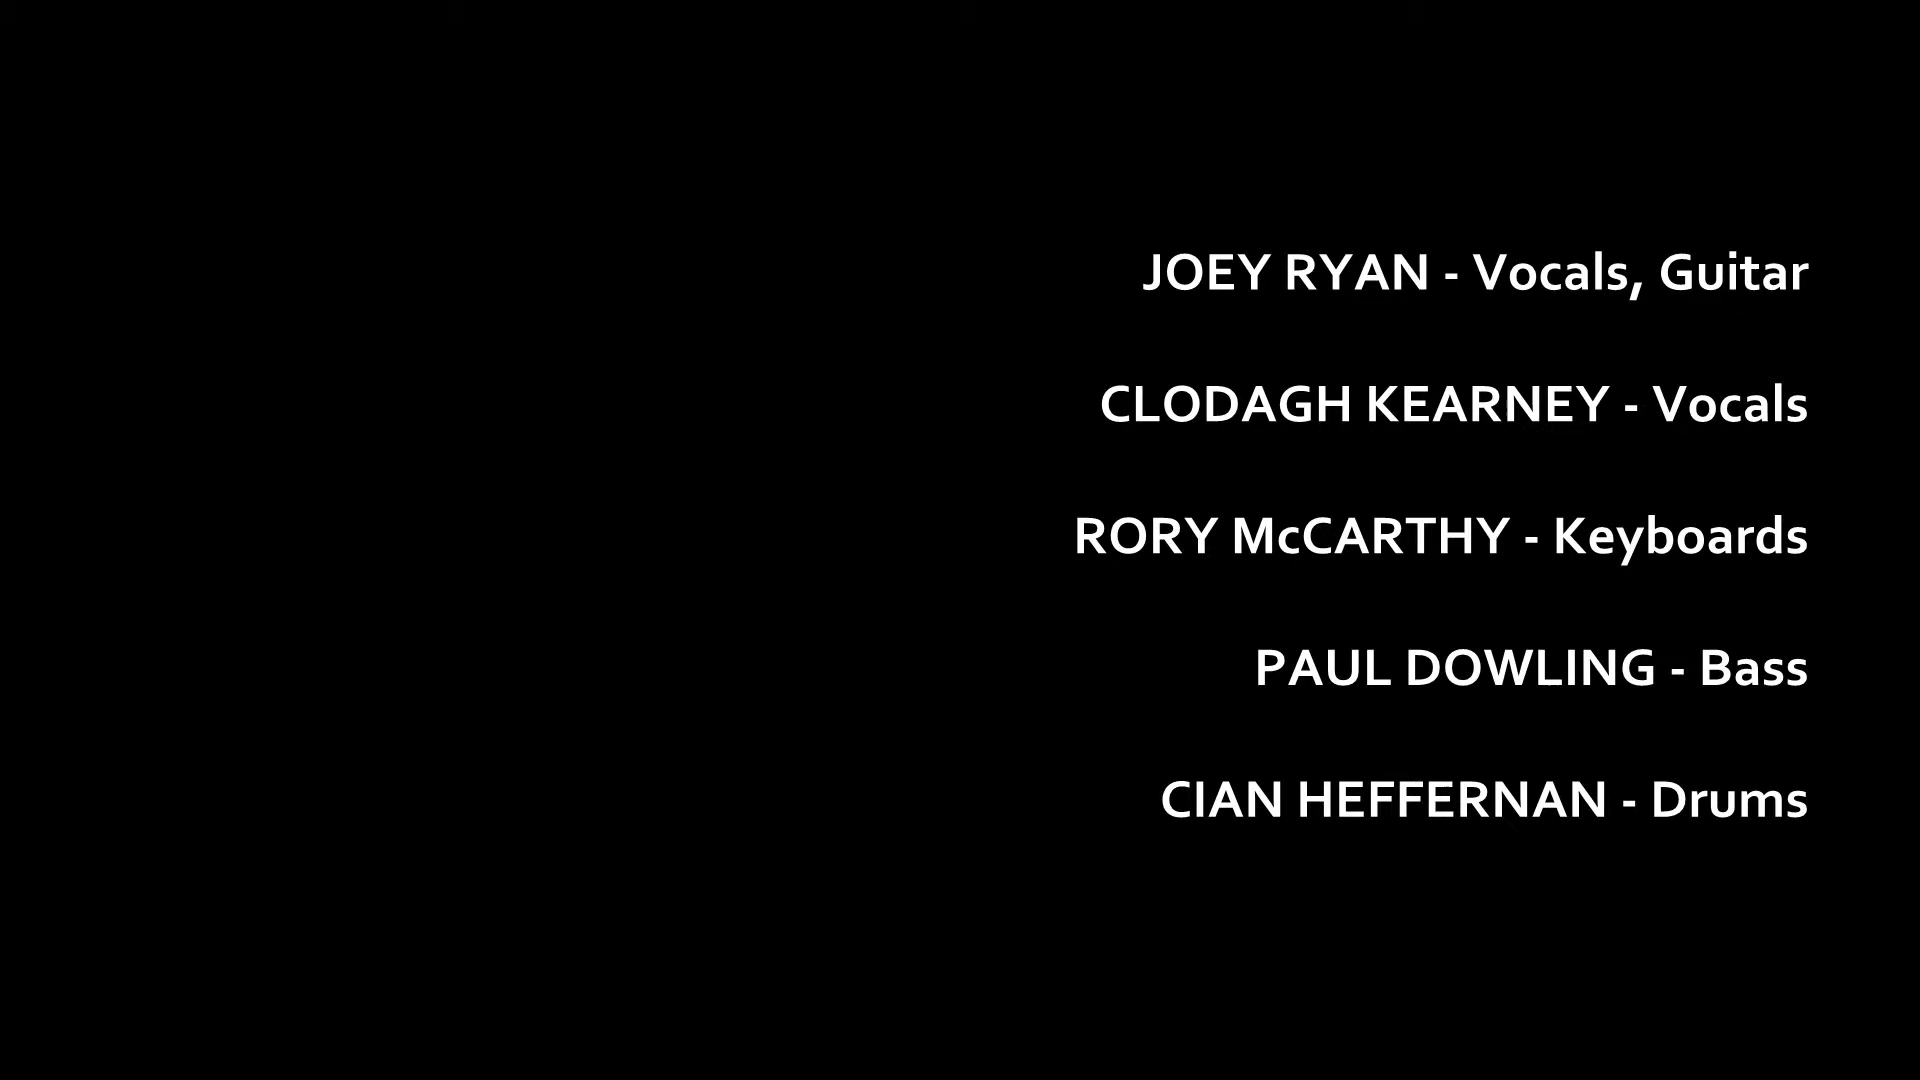 JOEY RYAN - Vocals, Guitar
CLODAGH KEARNEY - Vocals
RORY McCARTHY - Keyboards
PAUL DOWLING - Bass
CIAN HEFFERNAN - Drums